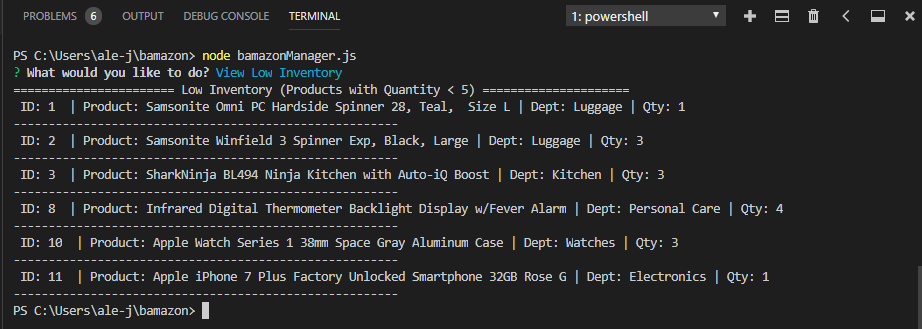 PROBLEMS 6 OUTPUT DEBUG CONSOLE TERMINAL 1: powershell
PS C:\Users\ale-j\bamazon> node bamazonManager.js
? What would you like to do? View Low Inventory
======================= Low Inventory (Products with Quantity < 5) =====================
ID: 1 | Product: Samsonite Omni PC Hardside Spinner 28, Teal,  Size L | Dept: Luggage | Qty: 1
-------------------------------------------------------
ID: 2 | Product: Samsonite Winfield 3 Spinner Exp, Black, Large | Dept: Luggage | Qty: 3
-------------------------------------------------------
ID: 3 | Product: SharkNinja BL494 Ninja Kitchen with Auto-iQ Boost | Dept: Kitchen | Qty: 3
-------------------------------------------------------
ID: 8 | Product: Infrared Digital Thermometer Backlight Display w/Fever Alarm | Dept: Personal Care | Qty: 4
-------------------------------------------------------
ID: 10 | Product: Apple Watch Series 1 38mm Space Gray Aluminum Case | Dept: Watches | Qty: 3
-------------------------------------------------------
ID: 11 | Product: Apple iPhone 7 Plus Factory Unlocked Smartphone 32GB Rose G | Dept: Electronics | Qty: 1
-------------------------------------------------------
PS C:\Users\ale-j\bamazon>